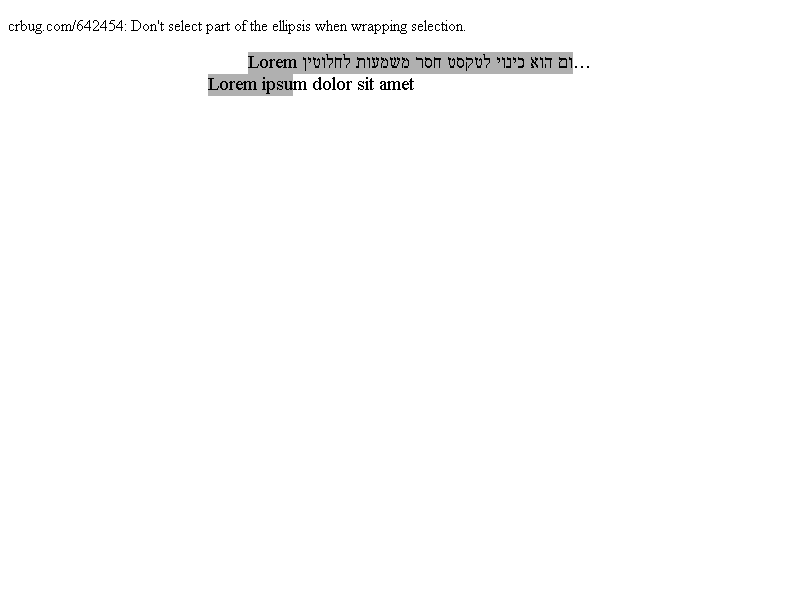 crbug.com/642454: Don't select part of the ellipsis when wrapping selection.
…ום הוא כינוי לטקסט חסר משמעות לחלוטין Lorem
Lorem ipsum dolor sit amet